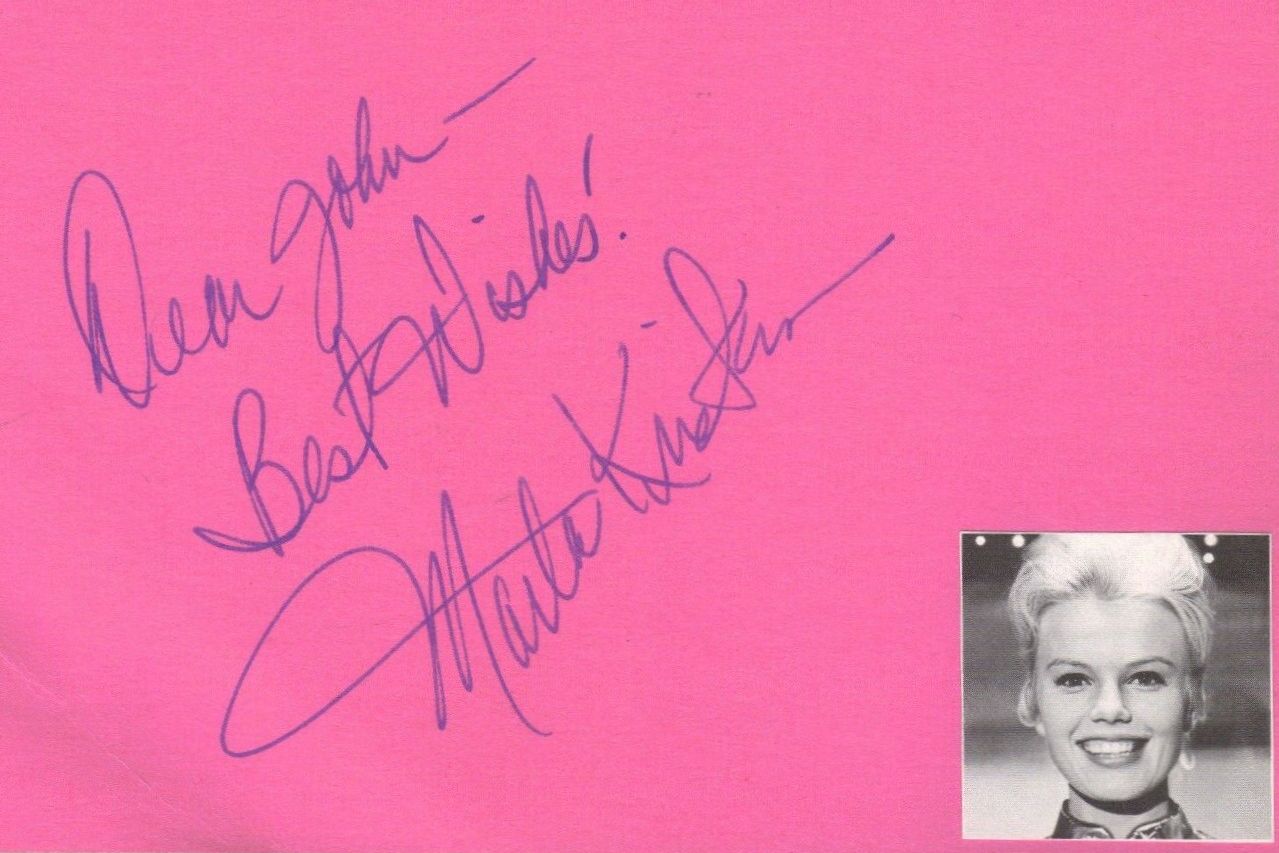 Dear John —
Best Wishes!
Marta Kristen